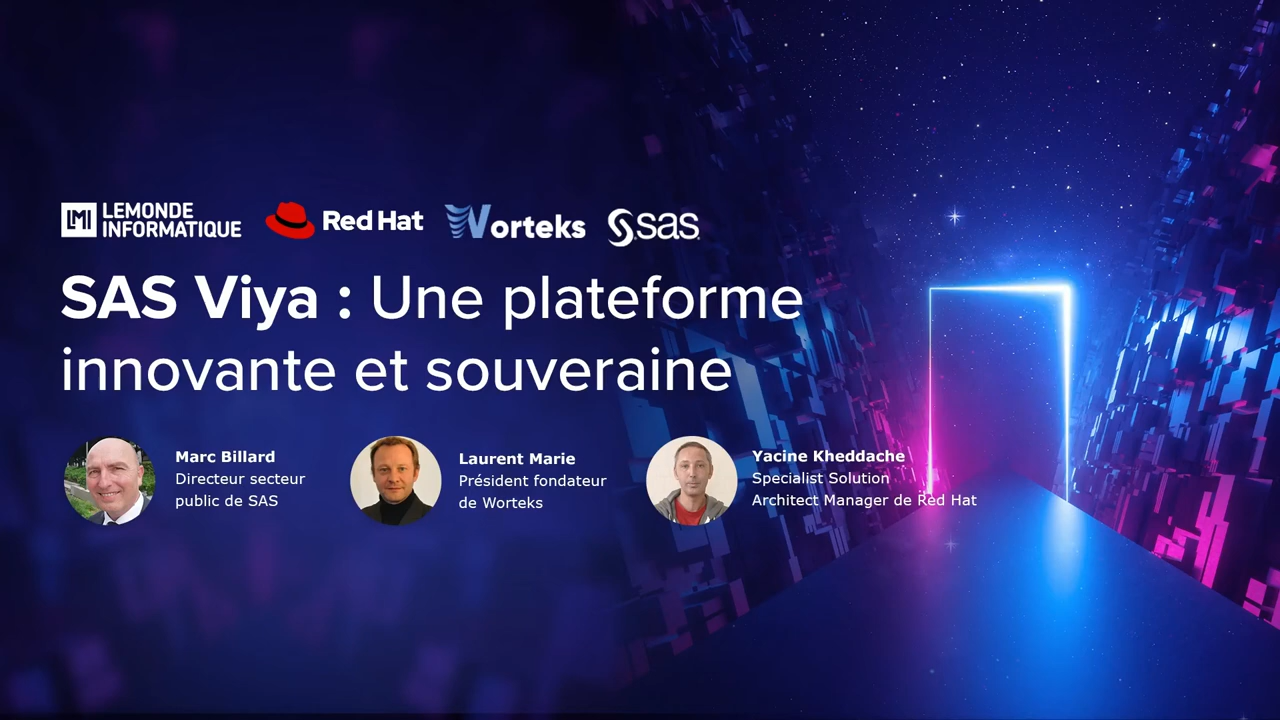 LMI LEMONDE INFORMATIQUE
Red Hat
Worteks
sas
SAS Viya : Une plateforme
innovante et souveraine
Marc Billard
Directeur secteur
public de SAS
Laurent Marie
Président fondateur
de Worteks
Yacine Kheddache
Specialist Solution
Architect Manager de Red Hat